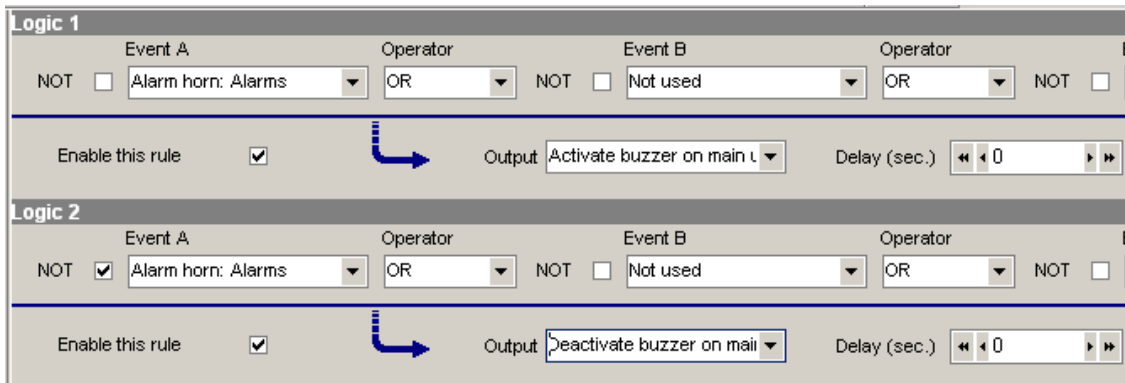 Logic 1
Event A Operator Event B Operator
NOT Alarm horn: Alarms OR NOT Not used OR NOT
Enable this rule Output Activate buzzer on main Delay (sec.) 0
Logic 2
Event A Operator Event B Operator
NOT Alarm horn: Alarms OR NOT Not used OR NOT
Enable this rule Output Deactivate buzzer on mai Delay (sec.) 0